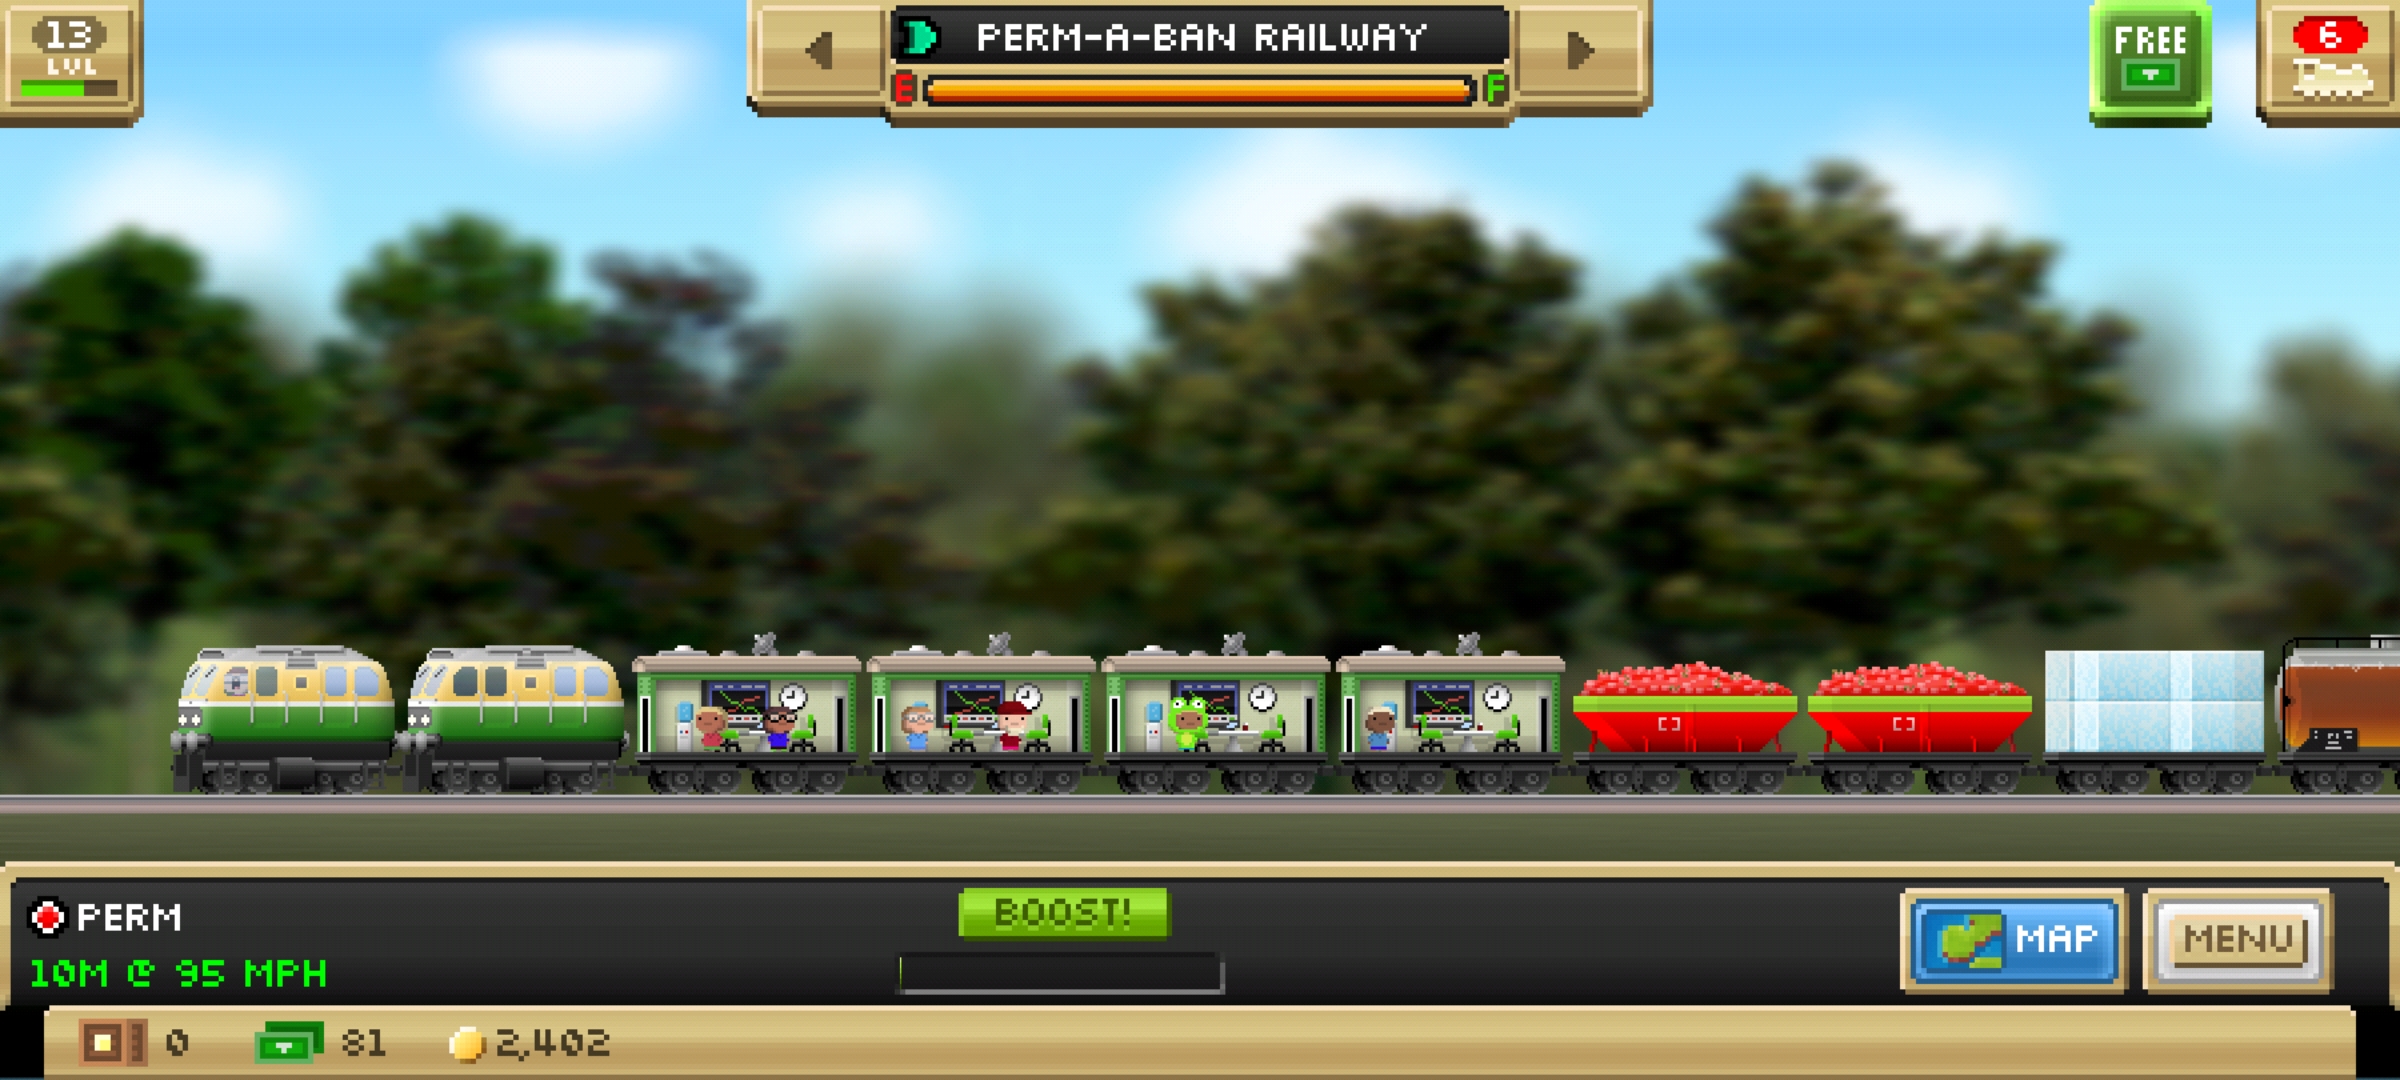 13
LVL
PERM-A-BAN RAILWAY
E F
FREE
6
PERM
10M @ 95 MPH
BOOST!
MAP
MENU
0
81
2,402